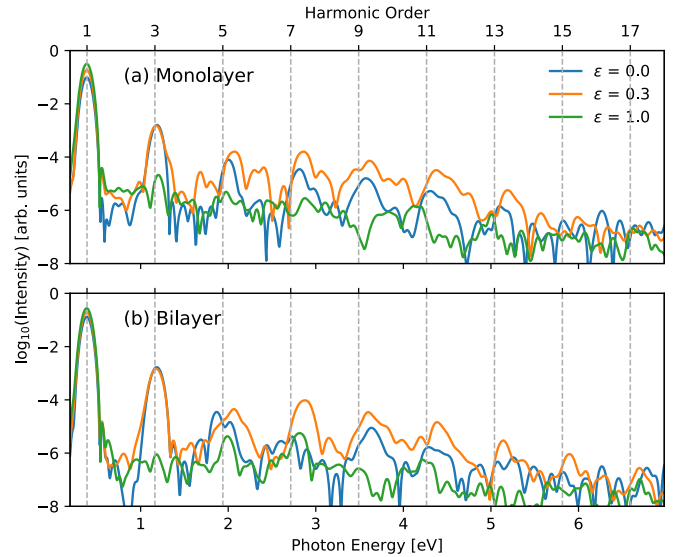 Harmonic Order
1 3 5 7 9 11 13 15 17
(a) Monolayer
ε = 0.0
ε = 0.3
ε = 1.0
0
−2
−4
−6
−8
log10(Intensity) [arb. units]
(b) Bilayer
0
−2
−4
−6
−8
1 2 3 4 5 6
Photon Energy [eV]